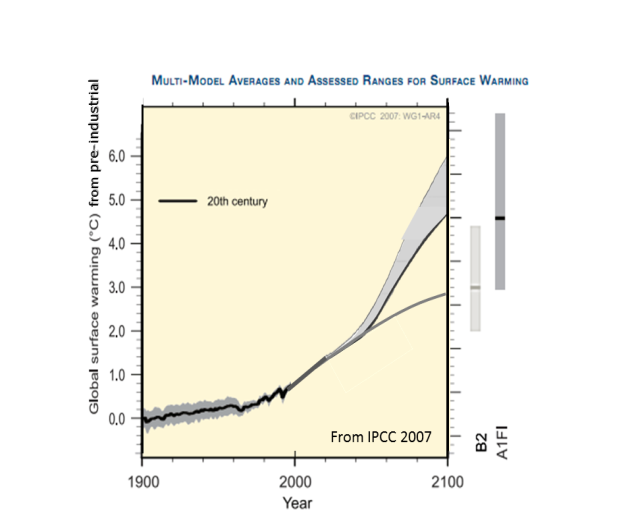 MULTI-MODEL AVERAGES AND ASSESSED RANGES FOR SURFACE WARMING
©IPCC 2007: WG1-AR4
Global surface warming (°C) from pre-industrial
6.0
5.0
4.0
3.0
2.0
1.0
0.0
20th century
From IPCC 2007
B2
A1FI
1900
2000
2100
Year